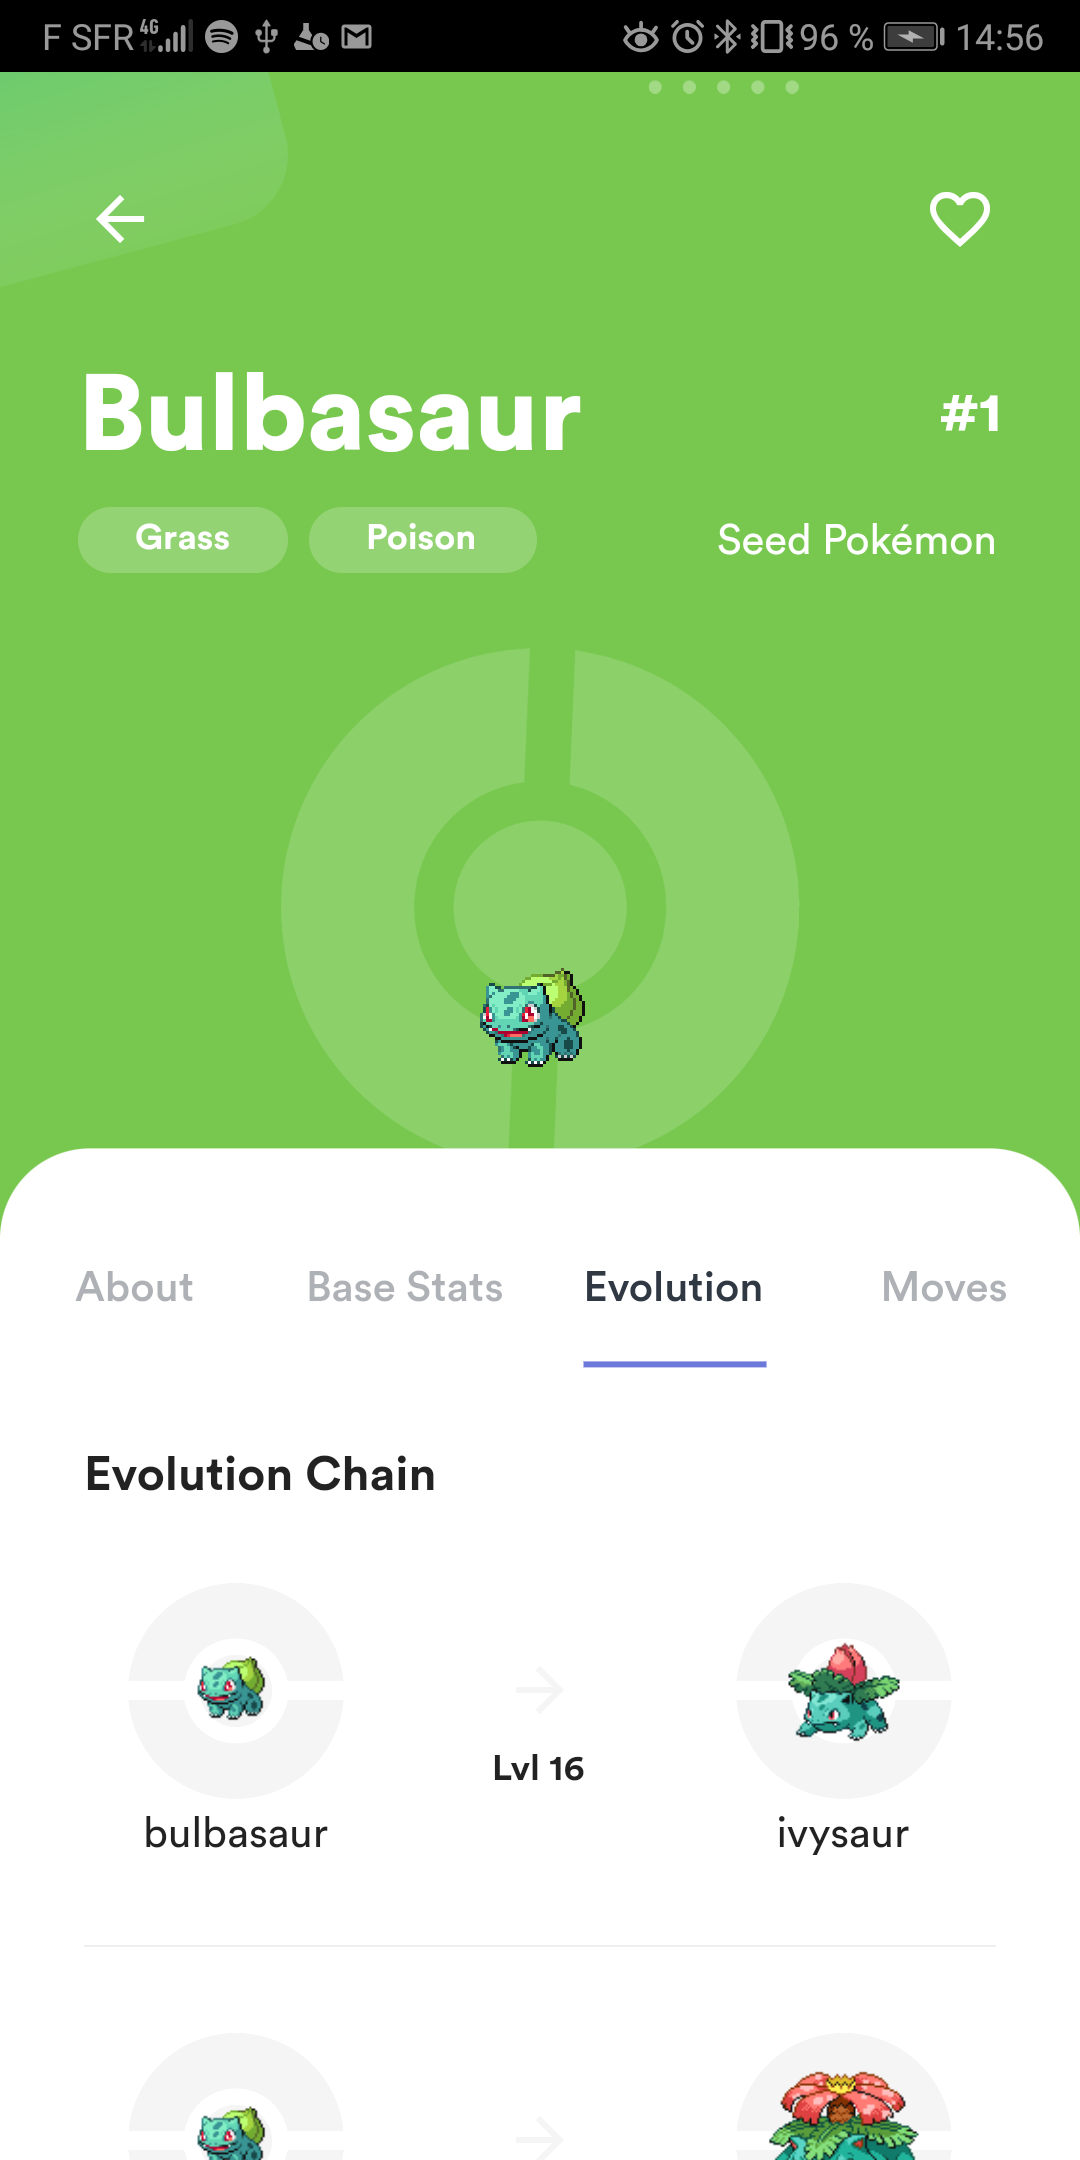 F SFR 4G 96 % 14:56
Bulbasaur #1
Grass Poison Seed Pokémon
About Base Stats Evolution Moves
Evolution Chain
Lvl 16
bulbasaur ivysaur